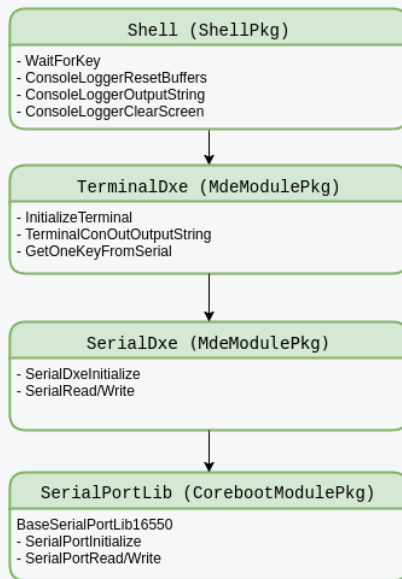 Shell (ShellPkg)
- WaitForKey
- ConsoleLoggerResetBuffers
- ConsoleLoggerOutputString
- ConsoleLoggerClearScreen
TerminalDxe (MdeModulePkg)
- InitializeTerminal
- TerminalConOutOutputString
- GetOneKeyFromSerial
SerialDxe (MdeModulePkg)
- SerialDxeInitialize
- SerialRead/Write
SerialPortLib (CorebootModulePkg)
BaseSerialPortLib16550
- SerialPortInitialize
- SerialPortRead/Write